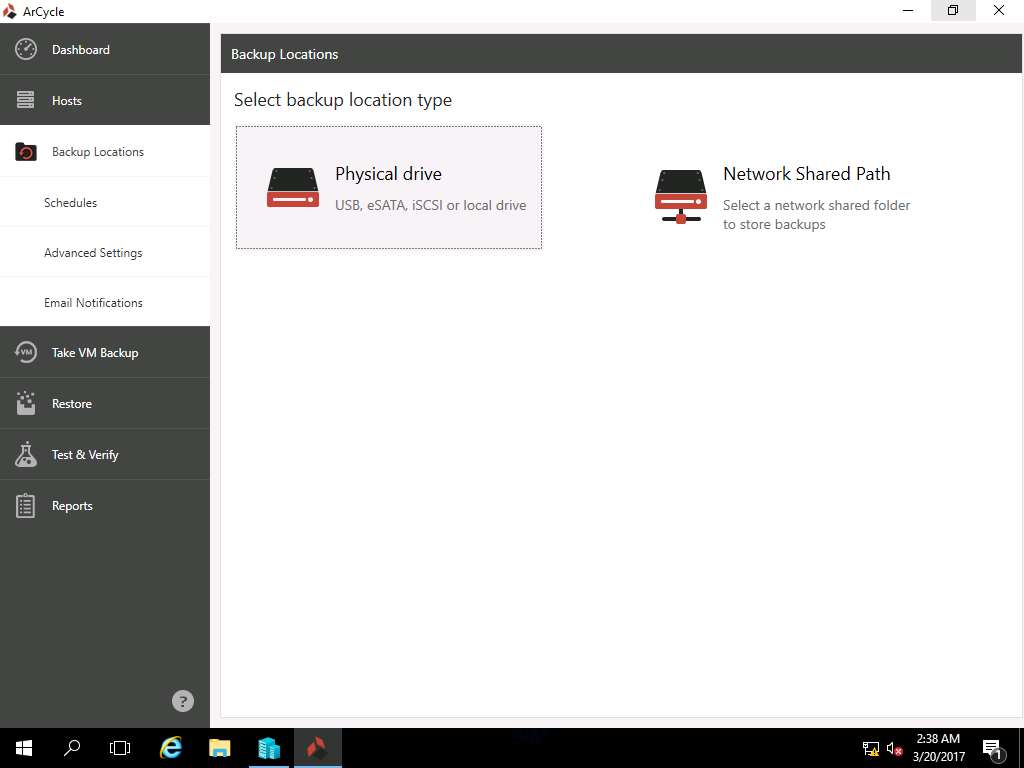 ArCycle
Dashboard
Hosts
Backup Locations
Schedules
Advanced Settings
Email Notifications
Take VM Backup
VM
Restore
Test & Verify
Reports
?
Backup Locations
Select backup location type
Physical drive
USB, eSATA, iSCSI or local drive
Network Shared Path
Select a network shared folder
to store backups
2:38 AM
3/20/2017
1